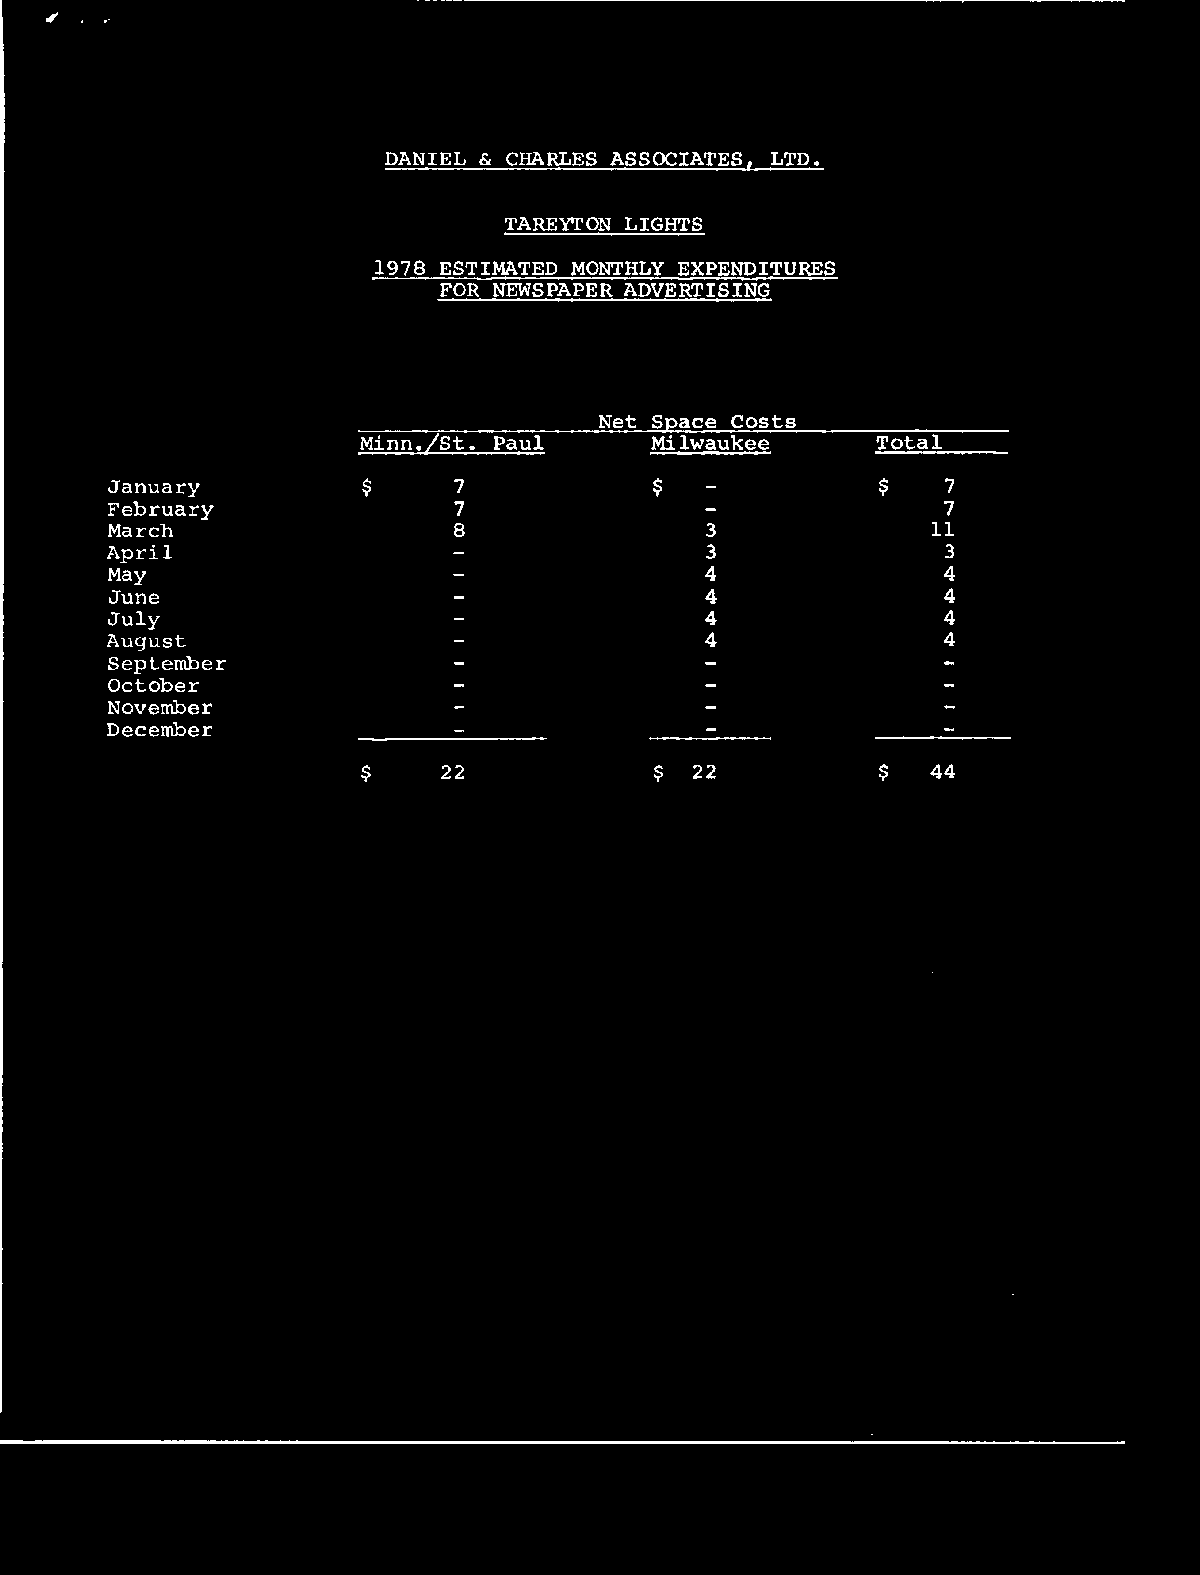 DANIEL & CHARLES ASSOCIATES, LTD.
TAREYTON LIGHTS
1978 ESTIMATED MONTHLY EXPENDITURES
FOR NEWSPAPER ADVERTISING
Net Space Costs
Minn./St. Paul Milwaukee Total
January $ 7 $ - $ 7
February 7 - 7
March 8 3 11
April - 3 3
May - 4 4
June - 4 4
July - 4 4
August - 4 4
September - - -
October - - -
November - - -
December - - -
$ 22 $ 22 $ 44